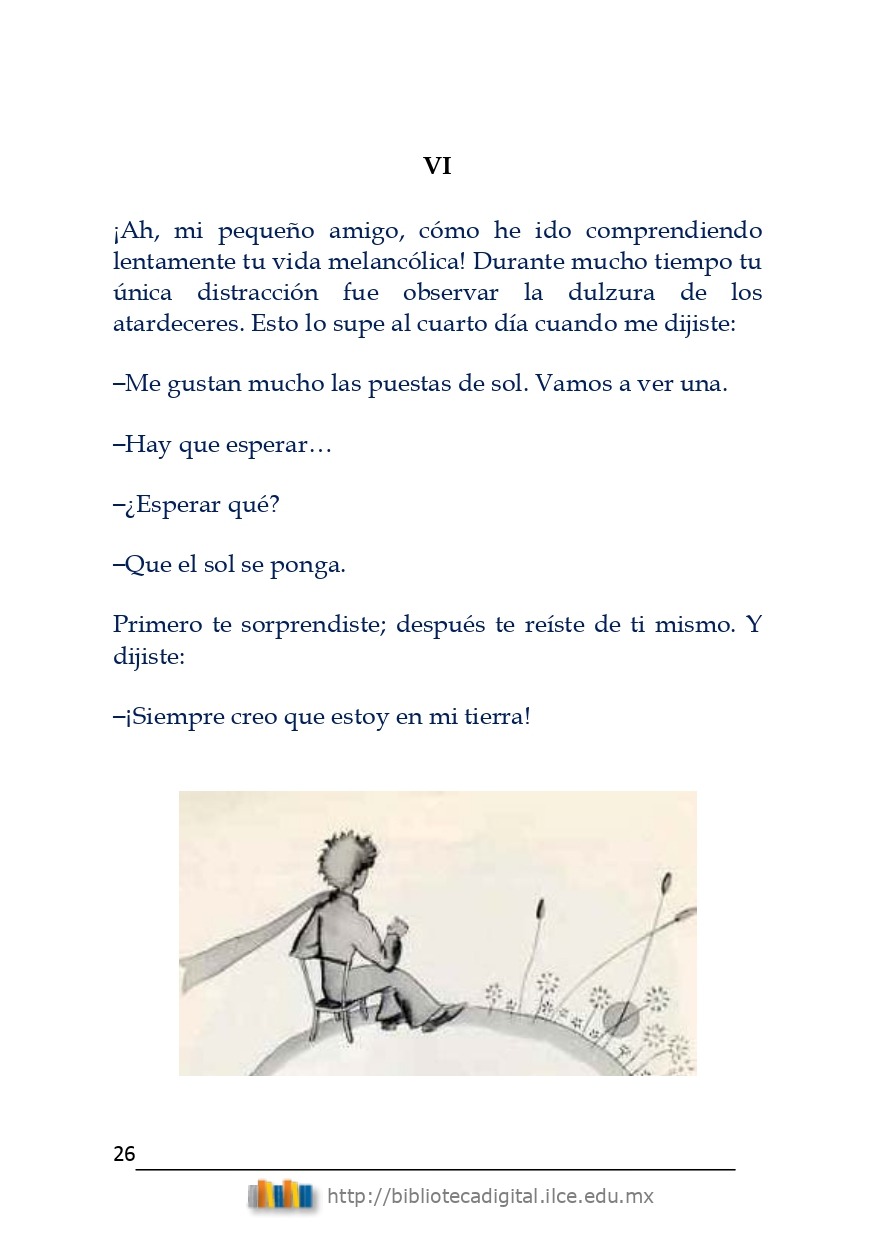 VI
¡Ah, mi pequeño amigo, cómo he ido comprendiendo
lentamente tu vida melancólica! Durante mucho tiempo tu
única distracción fue observar la dulzura de los
atardeceres. Esto lo supe al cuarto día cuando me dijiste:
–Me gustan mucho las puestas de sol. Vamos a ver una.
–Hay que esperar…
–¿Esperar qué?
–Que el sol se ponga.
Primero te sorprendiste; después te reíste de ti mismo. Y
dijiste:
–¡Siempre creo que estoy en mi tierra!
26
http://bibliotecadigital.ilce.edu.mx